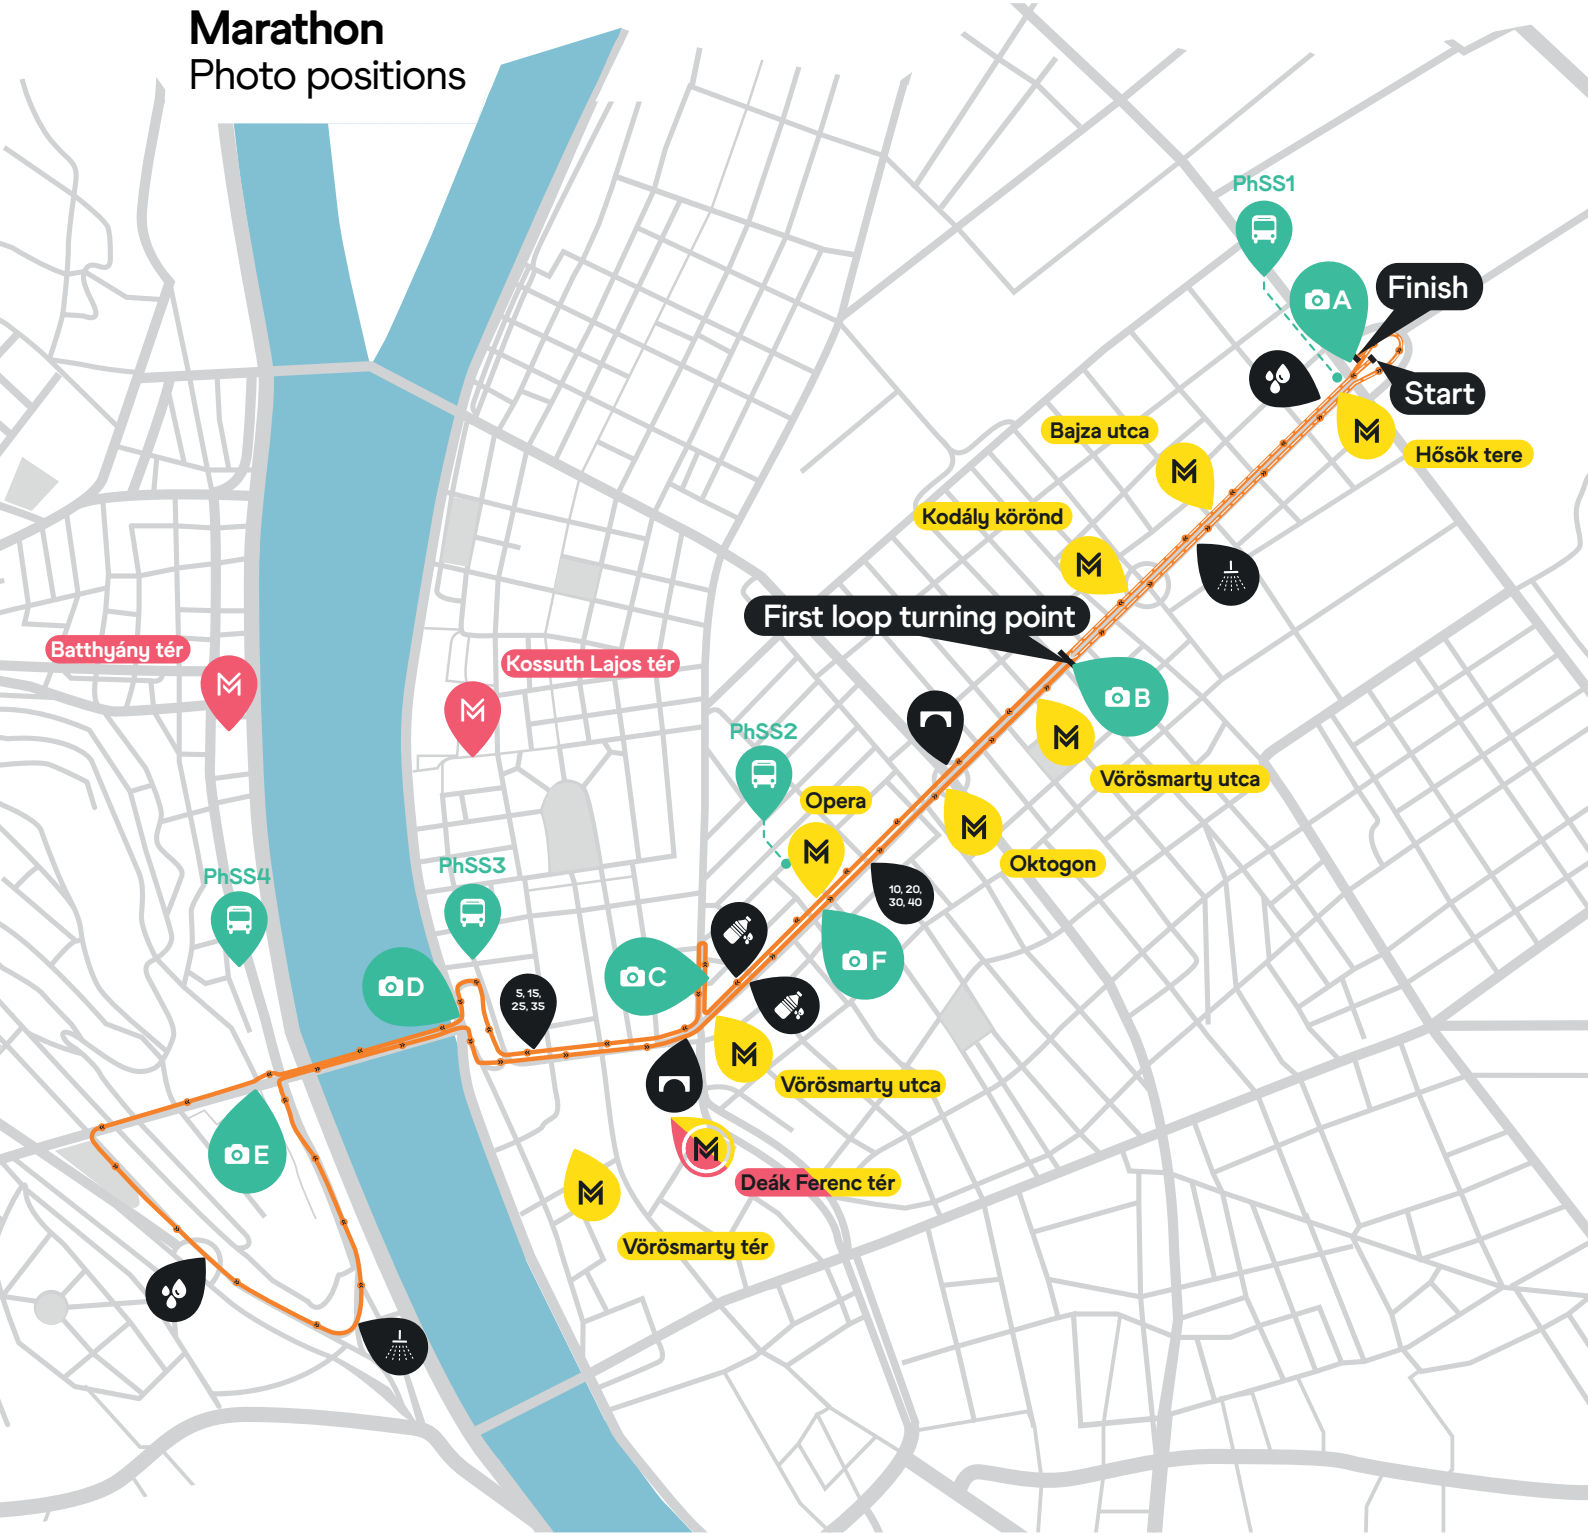 Marathon
Photo positions
PhSS1
A
Finish
Start
Bajza utca
Hősök tere
Kodály körönd
First loop turning point
Batthyány tér
Kossuth Lajos tér
B
PhSS2
Vörösmarty utca
Opera
Oktogon
PhSS3
PhSS4
10, 20,
30, 40
F
C
D
5, 15,
25, 35
Vörösmarty utca
E
Deák Ferenc tér
Vörösmarty tér